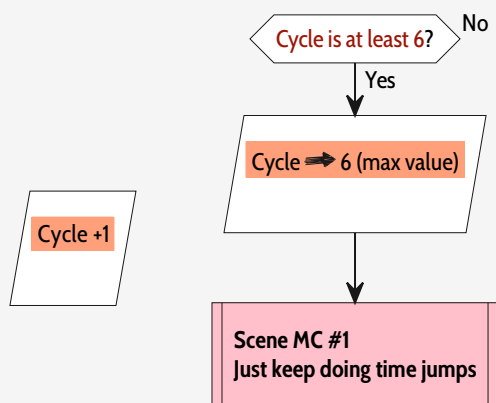 Cycle is at least 6?
No
Yes
Cycle ➡ 6 (max value)
Cycle +1
Scene MC #1
Just keep doing time jumps